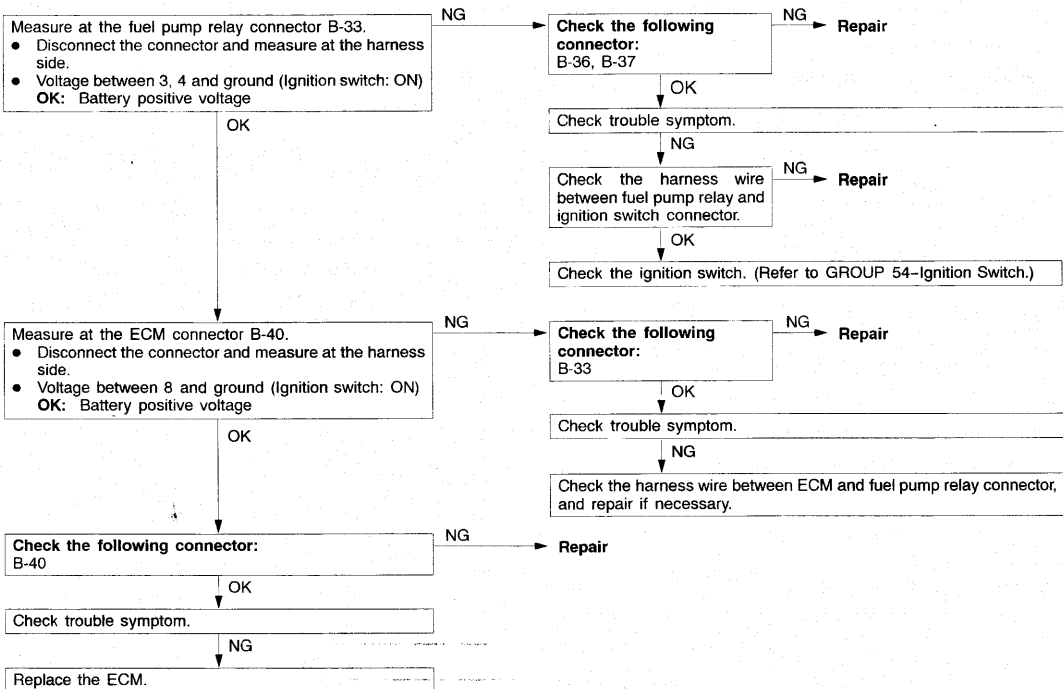 Measure at the fuel pump relay connector B-33.
● Disconnect the connector and measure at the harness
side.
● Voltage between 3, 4 and ground (Ignition switch: ON)
OK: Battery positive voltage
NG
Check the following
connector:
B-36, B-37
NG
Repair
OK
Check trouble symptom.
NG
Check the harness wire
between fuel pump relay and
ignition switch connector.
NG
Repair
OK
Check the ignition switch. (Refer to GROUP 54–Ignition Switch.)
OK
Measure at the ECM connector B-40.
● Disconnect the connector and measure at the harness
side.
● Voltage between 8 and ground (Ignition switch: ON)
OK: Battery positive voltage
NG
Check the following
connector:
B-33
NG
Repair
OK
Check trouble symptom.
NG
Check the harness wire between ECM and fuel pump relay connector,
and repair if necessary.
OK
Check the following connector:
B-40
NG
Repair
OK
Check trouble symptom.
NG
Replace the ECM.